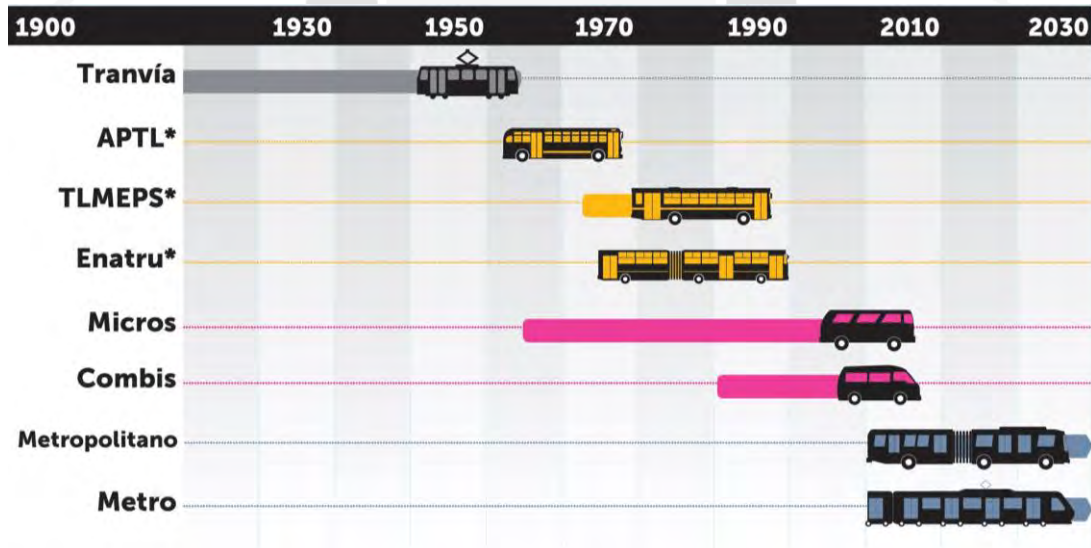 1900 1930 1950 1970 1990 2010 2030
Tranvía
APTL*
TLMEPS*
Enatru*
Micros
Combis
Metropolitano
Metro